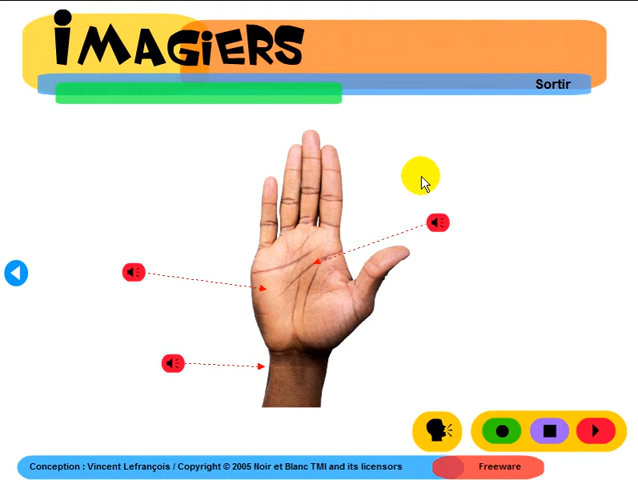 iMAGiERS
Sortir
Conception : Vincent Lefrançois / Copyright © 2005 Noir et Blanc TMI and its licensors
Freeware